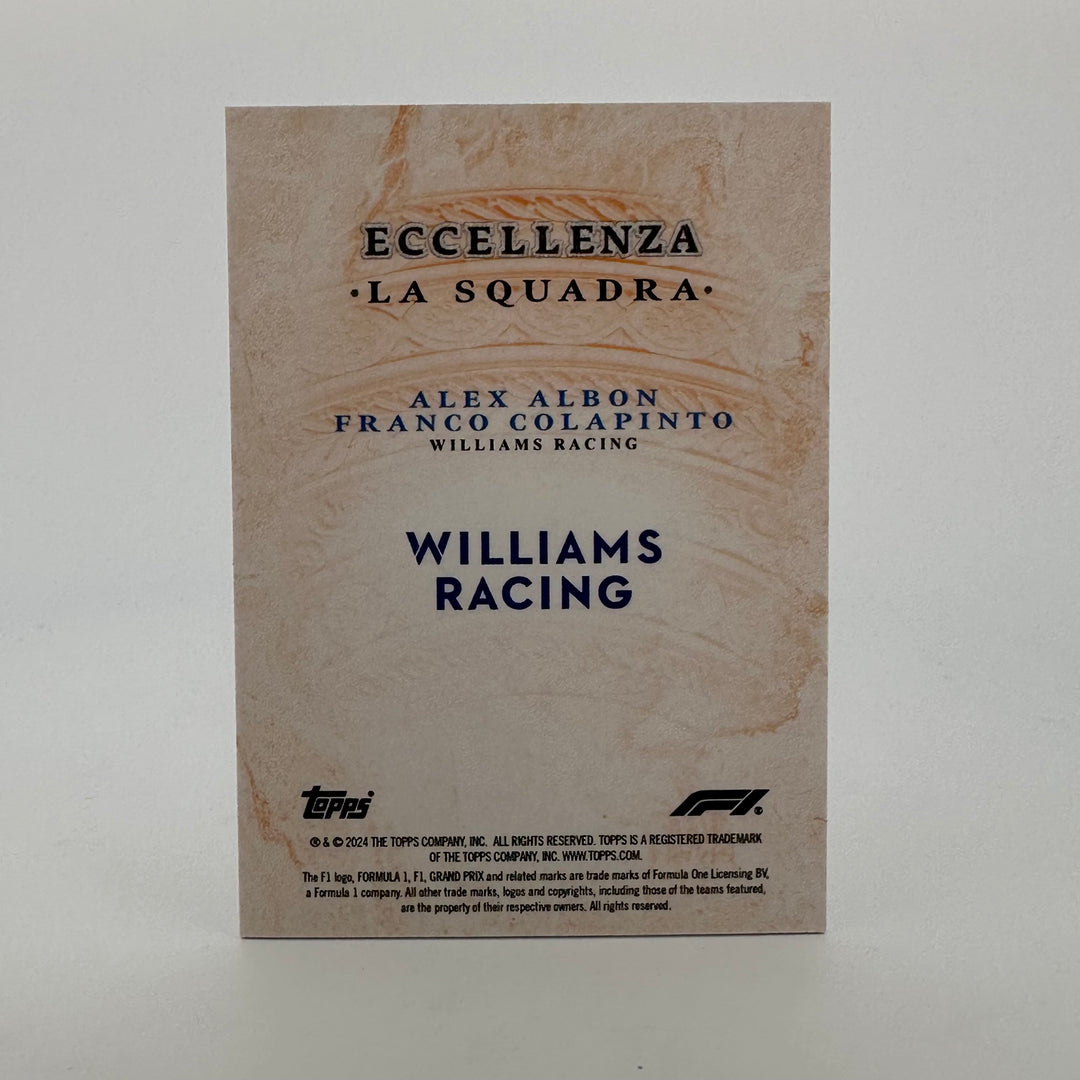 ECCELLENZA
·LA SQUADRA·
ALEX ALBON
FRANCO COLAPINTO
WILLIAMS RACING
WILLIAMS
RACING
topps
F1
® & © 2024 THE TOPPS COMPANY, INC. ALL RIGHTS RESERVED. TOPPS IS A REGISTERED TRADEMARK
OF THE TOPPS COMPANY, INC. WWW.TOPPS.COM.
The F1 logo, FORMULA 1, F1, GRAND PRIX and related marks are trade marks of Formula One Licensing BV,
a Formula 1 company. All other trade marks, logos and copyrights, including those of the teams featured,
are the property of their respective owners. All rights reserved.